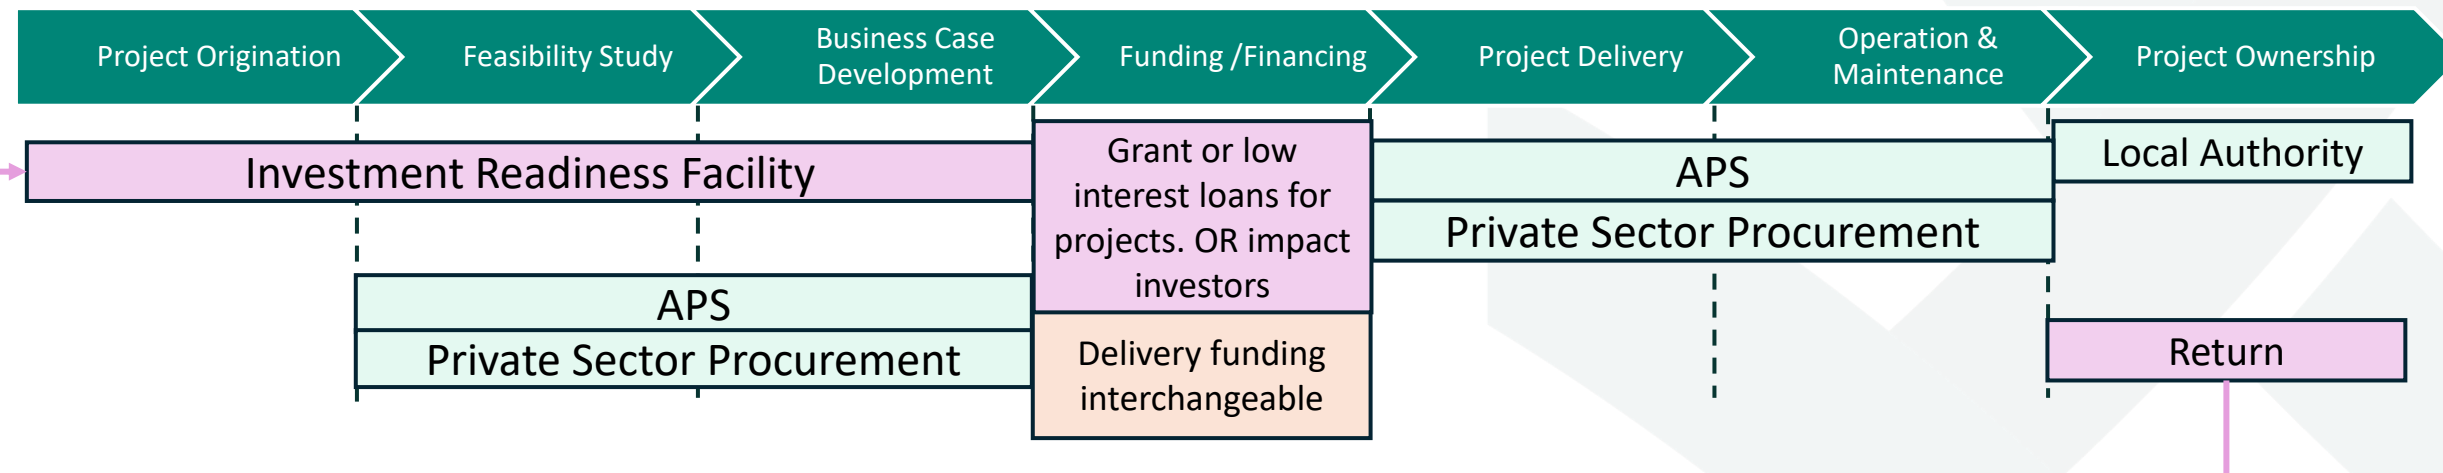 Project Origination
Feasibility Study
Business Case
Development
Funding /Financing
Project Delivery
Operation &
Maintenance
Project Ownership
Investment Readiness Facility
APS
Private Sector Procurement
Grant or low
interest loans for
projects. OR impact
investors
Delivery funding
interchangeable
APS
Private Sector Procurement
Local Authority
Return